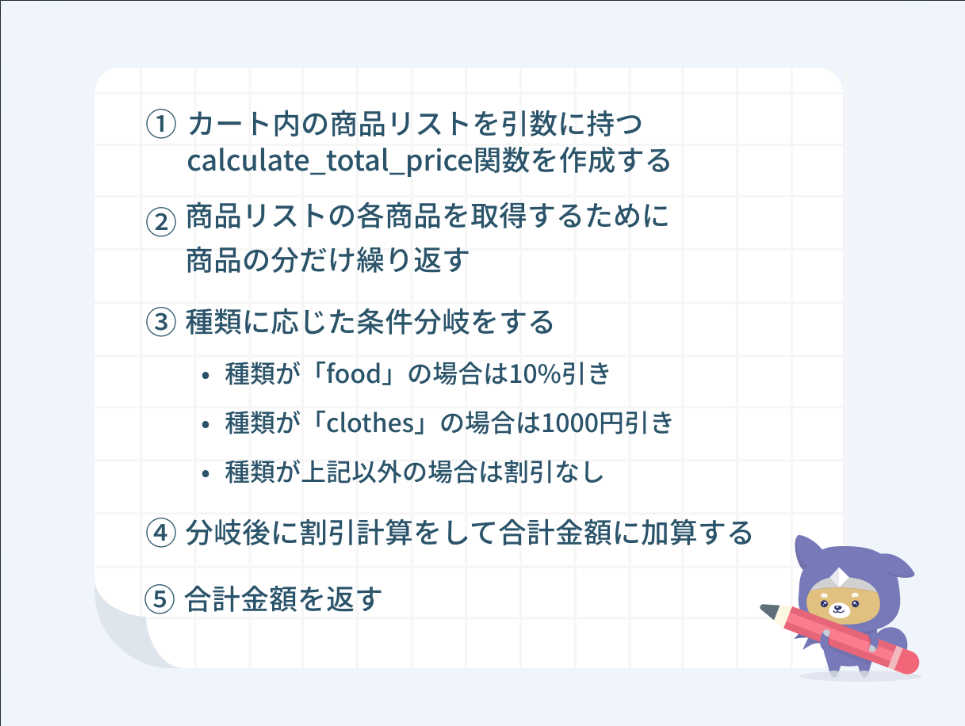 ① カート内の商品リストを引数に持つ
calculate_total_price関数を作成する
② 商品リストの各商品を取得するために
商品の分だけ繰り返す
③ 種類に応じた条件分岐をする
• 種類が「food」の場合は10%引き
• 種類が「clothes」の場合は1000円引き
• 種類が上記以外の場合は割引なし
④ 分岐後に割引計算をして合計金額に加算する
⑤ 合計金額を返す